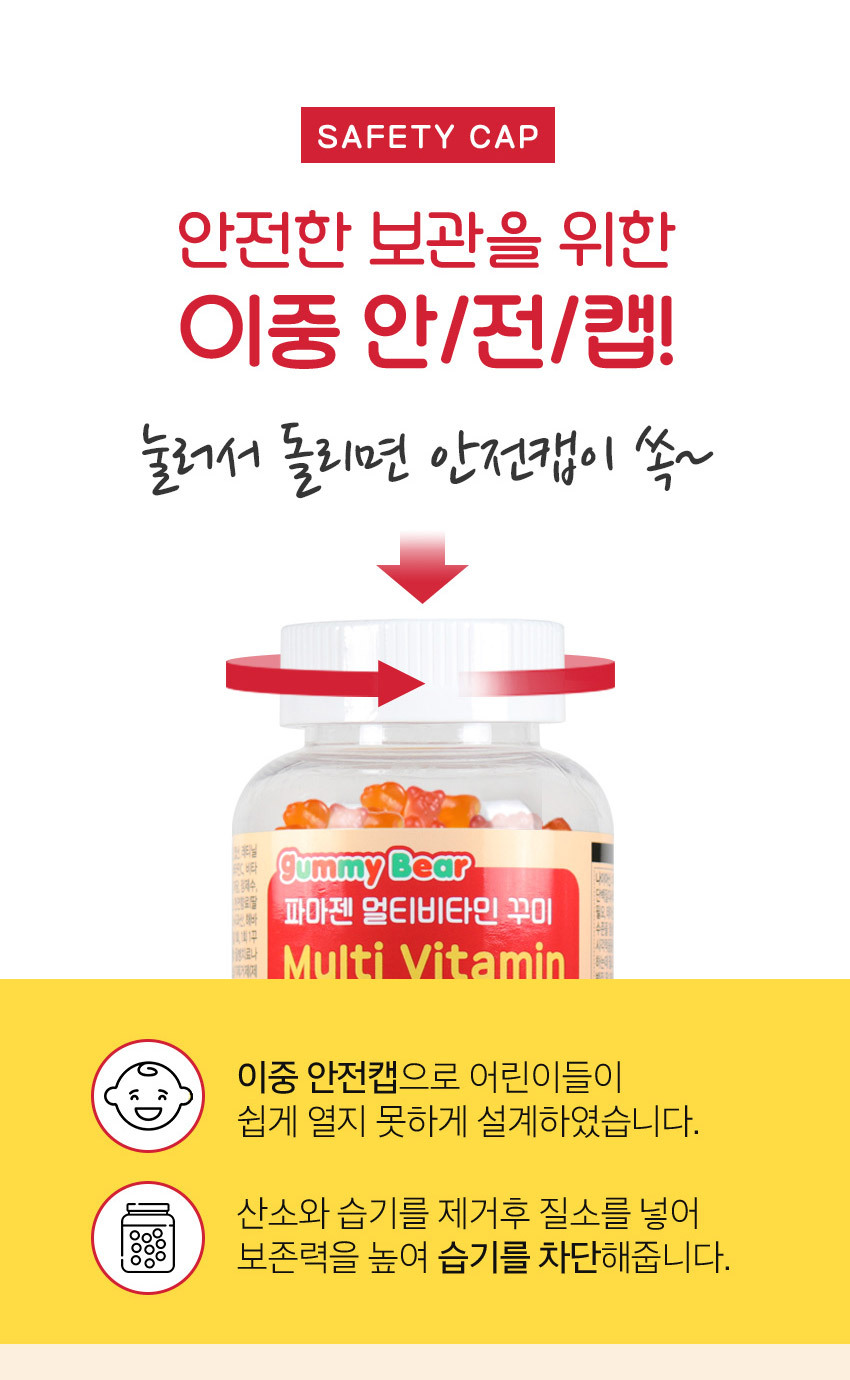 SAFETY CAP
안전한 보관을 위한
이중 안/전/캡!
눌러서 돌리면 안전캡이 쏙~
gummy Bear
파마젠 멀티비타민 꾸미
Multi Vitamin
이중 안전캡으로 어린이들이
쉽게 열지 못하게 설계하였습니다.
산소와 습기를 제거후 질소를 넣어
보존력을 높여 습기를 차단해줍니다.